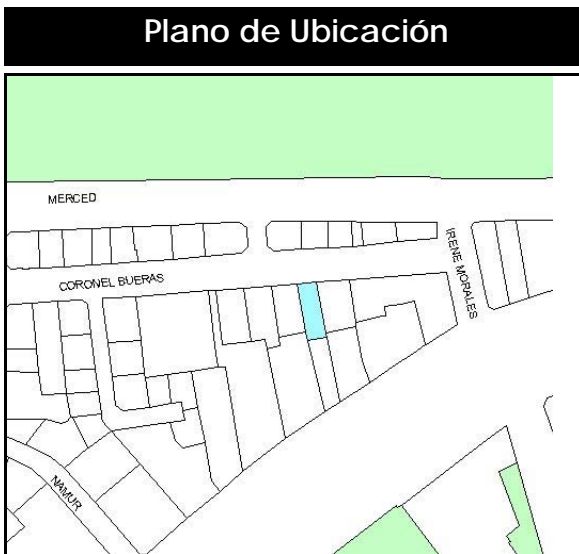 Plano de Ubicación
MERCED
IRENE MORALES
CORONEL BUERAS
NAMUR